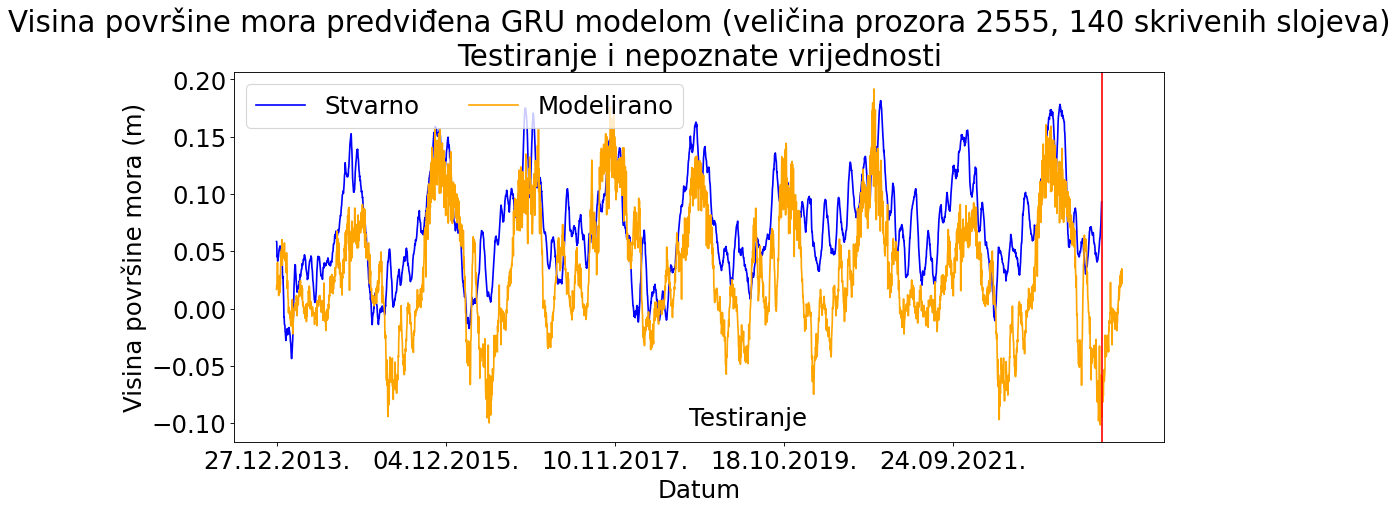 Visina površine mora predviđena GRU modelom (veličina prozora 2555, 140 skrivenih slojeva)
Testiranje i nepoznate vrijednosti
Stvarno
Modelirano
Visina površine mora (m)
0.20
0.15
0.10
0.05
0.00
−0.05
−0.10
Testiranje
27.12.2013.
04.12.2015.
10.11.2017.
18.10.2019.
24.09.2021.
Datum